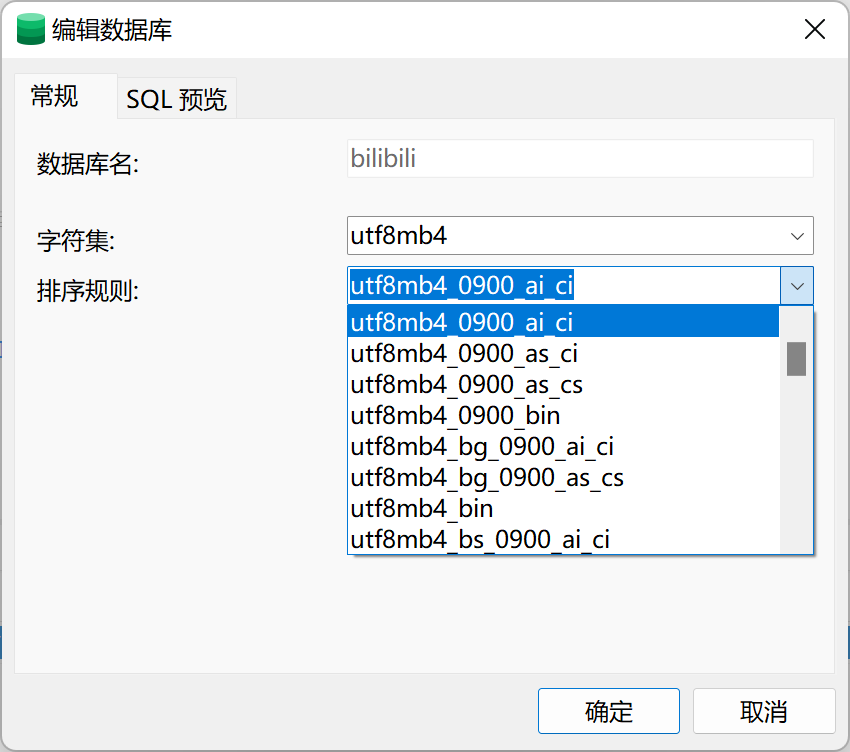 编辑数据库
常规
SQL 预览
数据库名:
bilibili
字符集:
utf8mb4
排序规则:
utf8mb4_0900_ai_ci
utf8mb4_0900_ai_ci
utf8mb4_0900_as_ci
utf8mb4_0900_as_cs
utf8mb4_0900_bin
utf8mb4_bg_0900_ai_ci
utf8mb4_bg_0900_as_cs
utf8mb4_bin
utf8mb4_bs_0900_ai_ci
确定
取消